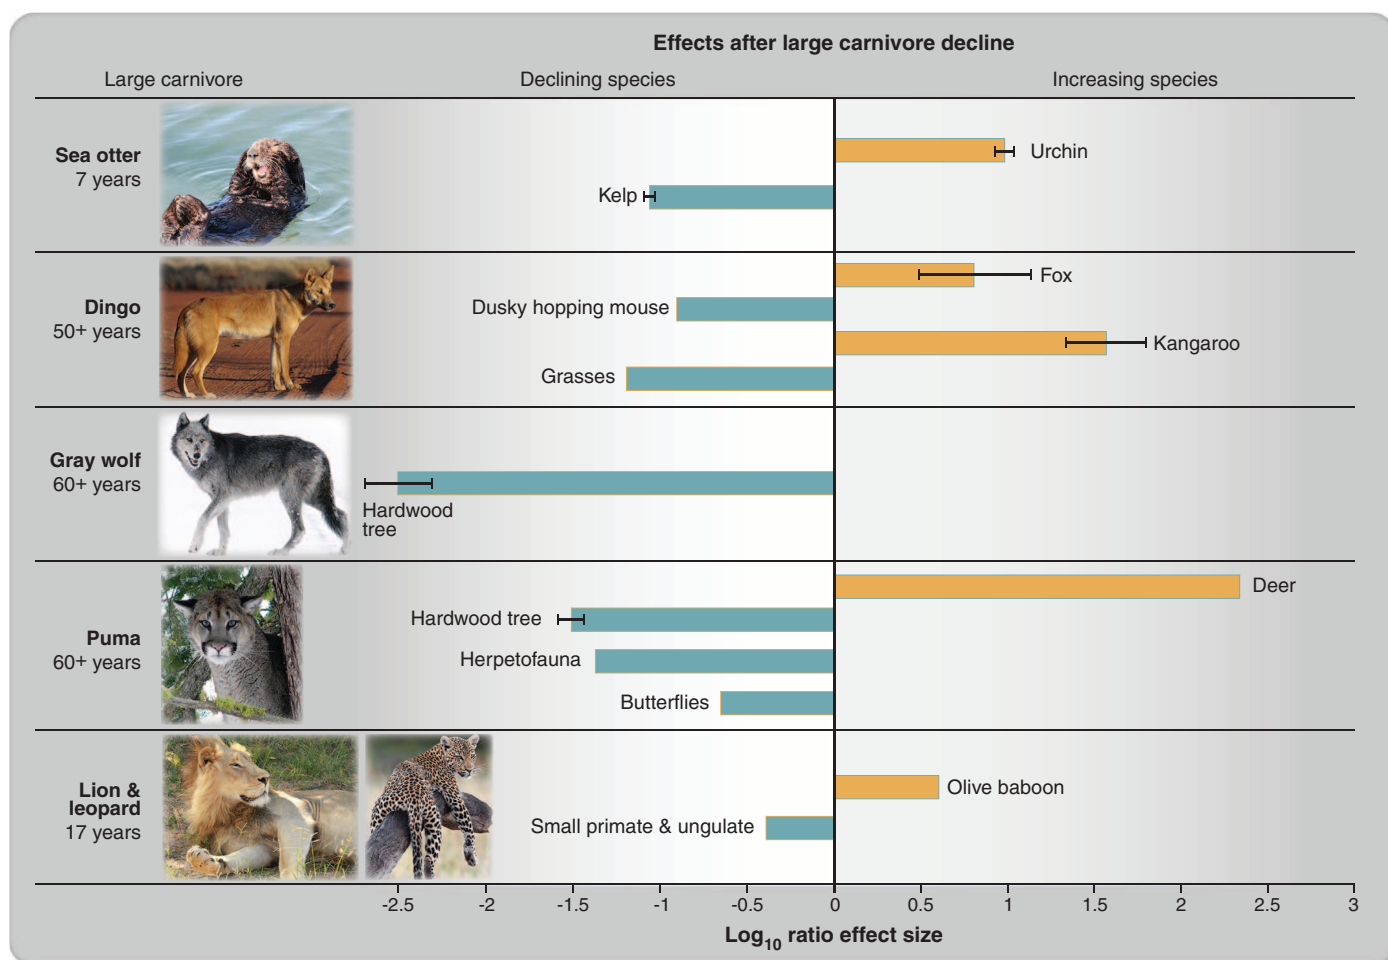 Effects after large carnivore decline
Large carnivore
Declining species
Increasing species
Sea otter
7 years
Urchin
Kelp
Dingo
50+ years
Fox
Dusky hopping mouse
Kangaroo
Grasses
Gray wolf
60+ years
Hardwood
tree
Puma
60+ years
Deer
Hardwood tree
Herpetofauna
Butterflies
Lion &
leopard
17 years
Olive baboon
Small primate & ungulate
-2.5 -2 -1.5 -1 -0.5 0 0.5 1 1.5 2 2.5 3
Log10 ratio effect size